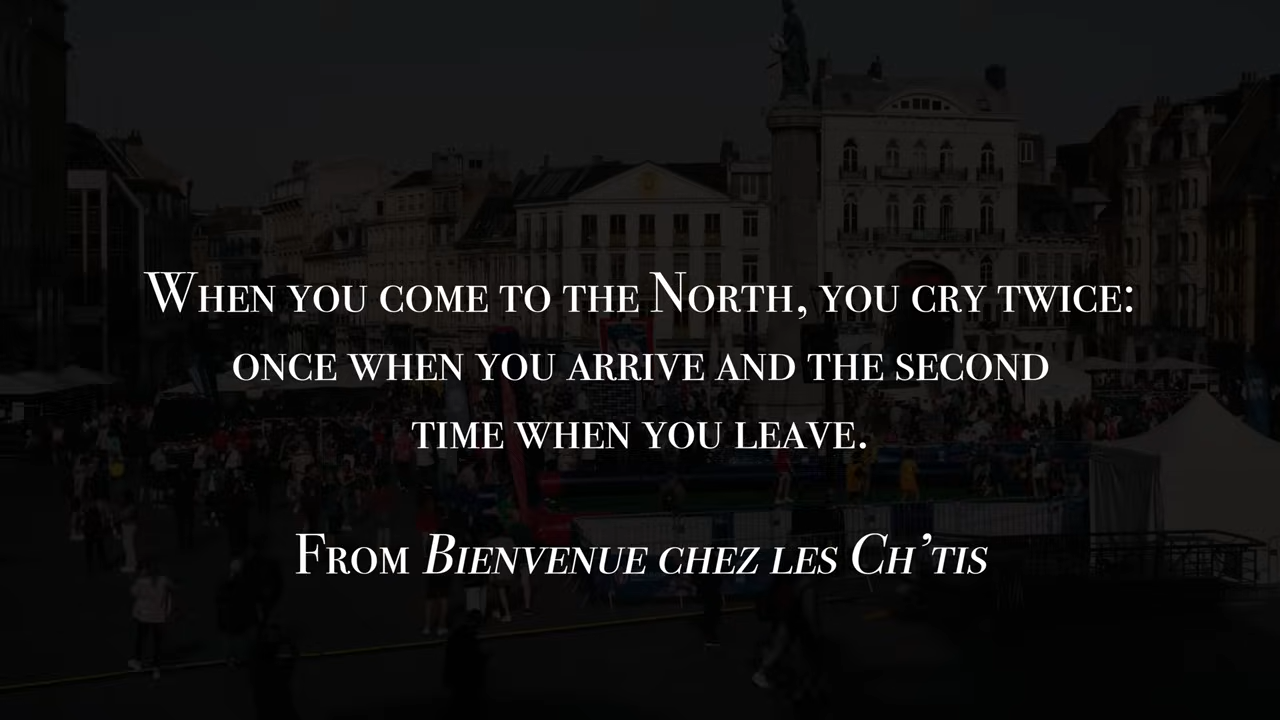 When you come to the North, you cry twice:
once when you arrive and the second
time when you leave.
From Bienvenue chez les Ch’tis